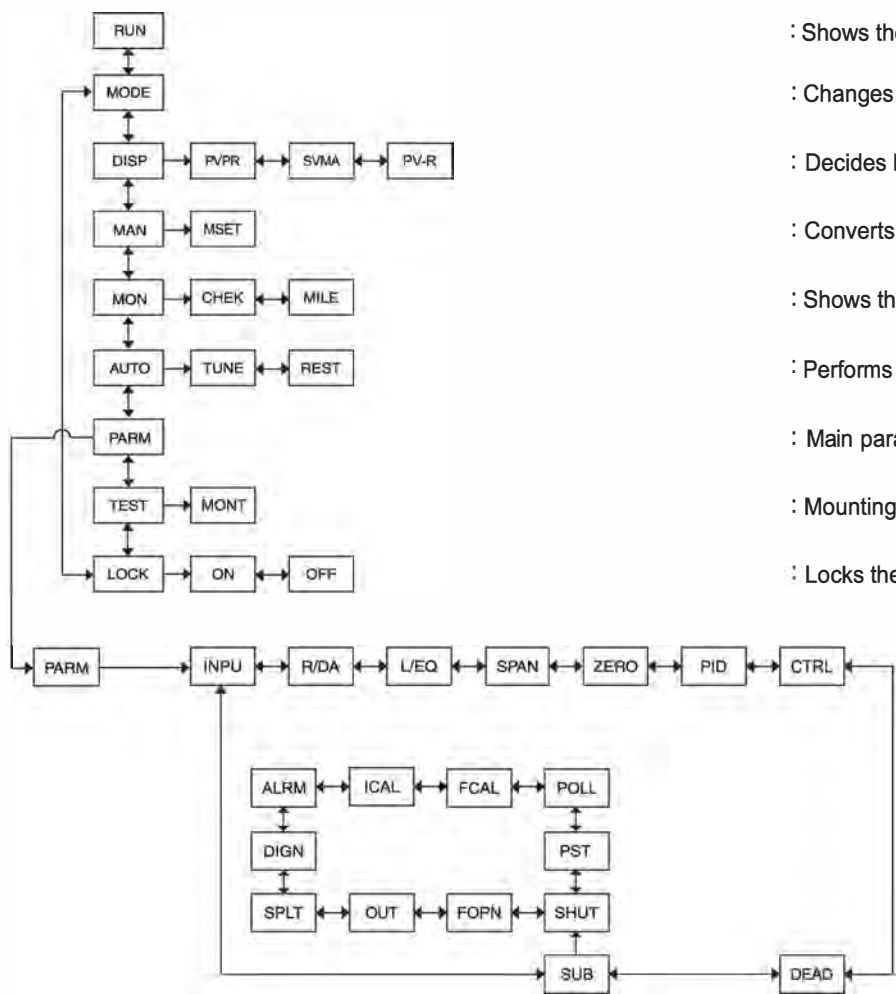 RUN
: Shows the
MODE
: Changes
DISP PVPR SVMA PV-R
: Decides
MAN MSET
: Converts
MON CHEK MILE
: Shows th
AUTO TUNE REST
: Performs
PARM
: Main para
TEST MONT
: Mounting
LOCK ON OFF
: Locks the
PARM INPU R/DA L/EQ SPAN ZERO PID CTRL
ALRM ICAL FCAL POLL
DIGN PST
SPLT OUT FOPN SHUT
SUB DEAD